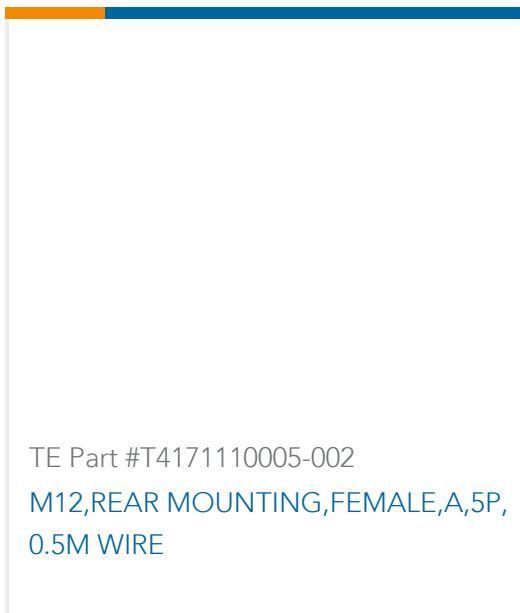 TE Part #T4171110005-002
M12,REAR MOUNTING,FEMALE,A,5P,
0.5M WIRE